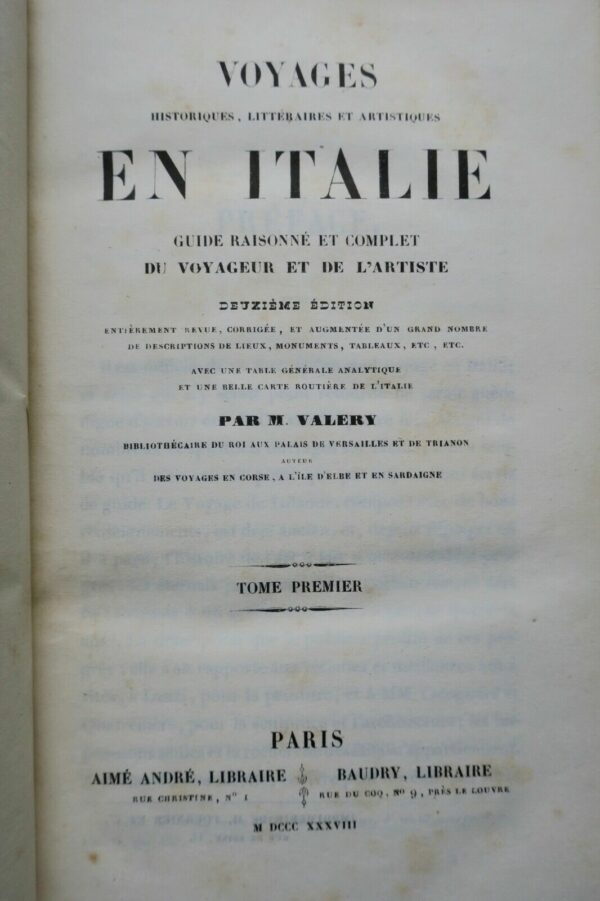 VOYAGES
HISTORIQUES, LITTÉRAIRES ET ARTISTIQUES
EN ITALIE
GUIDE RAISONNÉ ET COMPLET
DU VOYAGEUR ET DE L'ARTISTE
DEUXIÈME ÉDITION
ENTIÈREMENT REVUE, CORRIGÉE, ET AUGMENTÉE D'UN GRAND NOMBRE
DE DESCRIPTIONS DE LIEUX, MONUMENTS, TABLEAUX, ETC, ETC.
AVEC UNE TABLE GÉNÉRALE ANALYTIQUE
ET UNE BELLE CARTE ROUTIÈRE DE L'ITALIE
PAR M. VALERY
BIBLIOTHÉCAIRE DU ROI AUX PALAIS DE VERSAILLES ET DE TRIANON
AUTEUR
DES VOYAGES EN CORSE, A L'ÎLE D'ELBE ET EN SARDAIGNE
TOME PREMIER
PARIS
AIMÉ ANDRÉ, LIBRAIRE
RUE CHRISTINE, N° 1
BAUDRY, LIBRAIRE
RUE DU COQ, N° 9, PRÈS LE LOUVRE
M DCCC XXXVIII